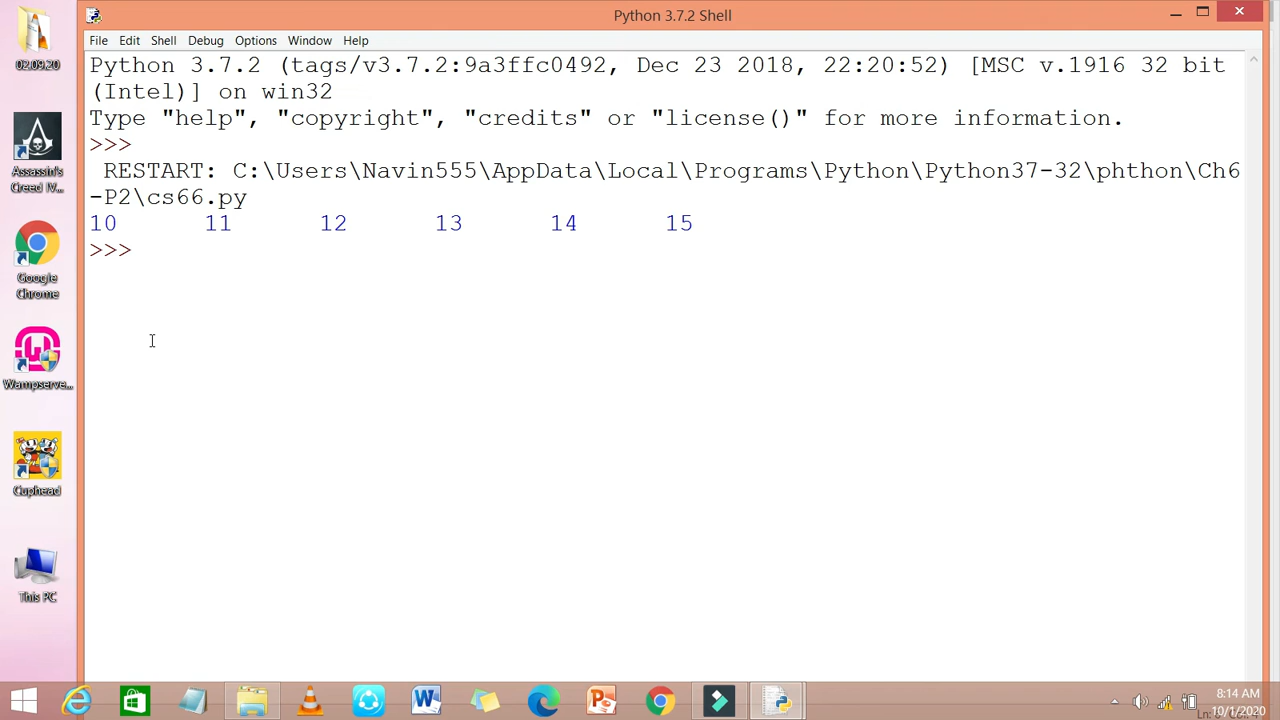 Python 3.7.2 Shell
File Edit Shell Debug Options Window Help
Python 3.7.2 (tags/v3.7.2:9a3ffc0492, Dec 23 2018, 22:20:52) [MSC v.1916 32 bit
(Intel)] on win32
Type "help", "copyright", "credits" or "license()" for more information.
>>>
RESTART: C:\Users\Navin555\AppData\Local\Programs\Python\Python37-32\phthon\Ch6
-P2\cs66.py
10 11 12 13 14 15
>>>
02.09.20
Assassin's
Creed IV...
Google
Chrome
Wampserve...
Cuphead
This PC
8:14 AM
10/1/2020